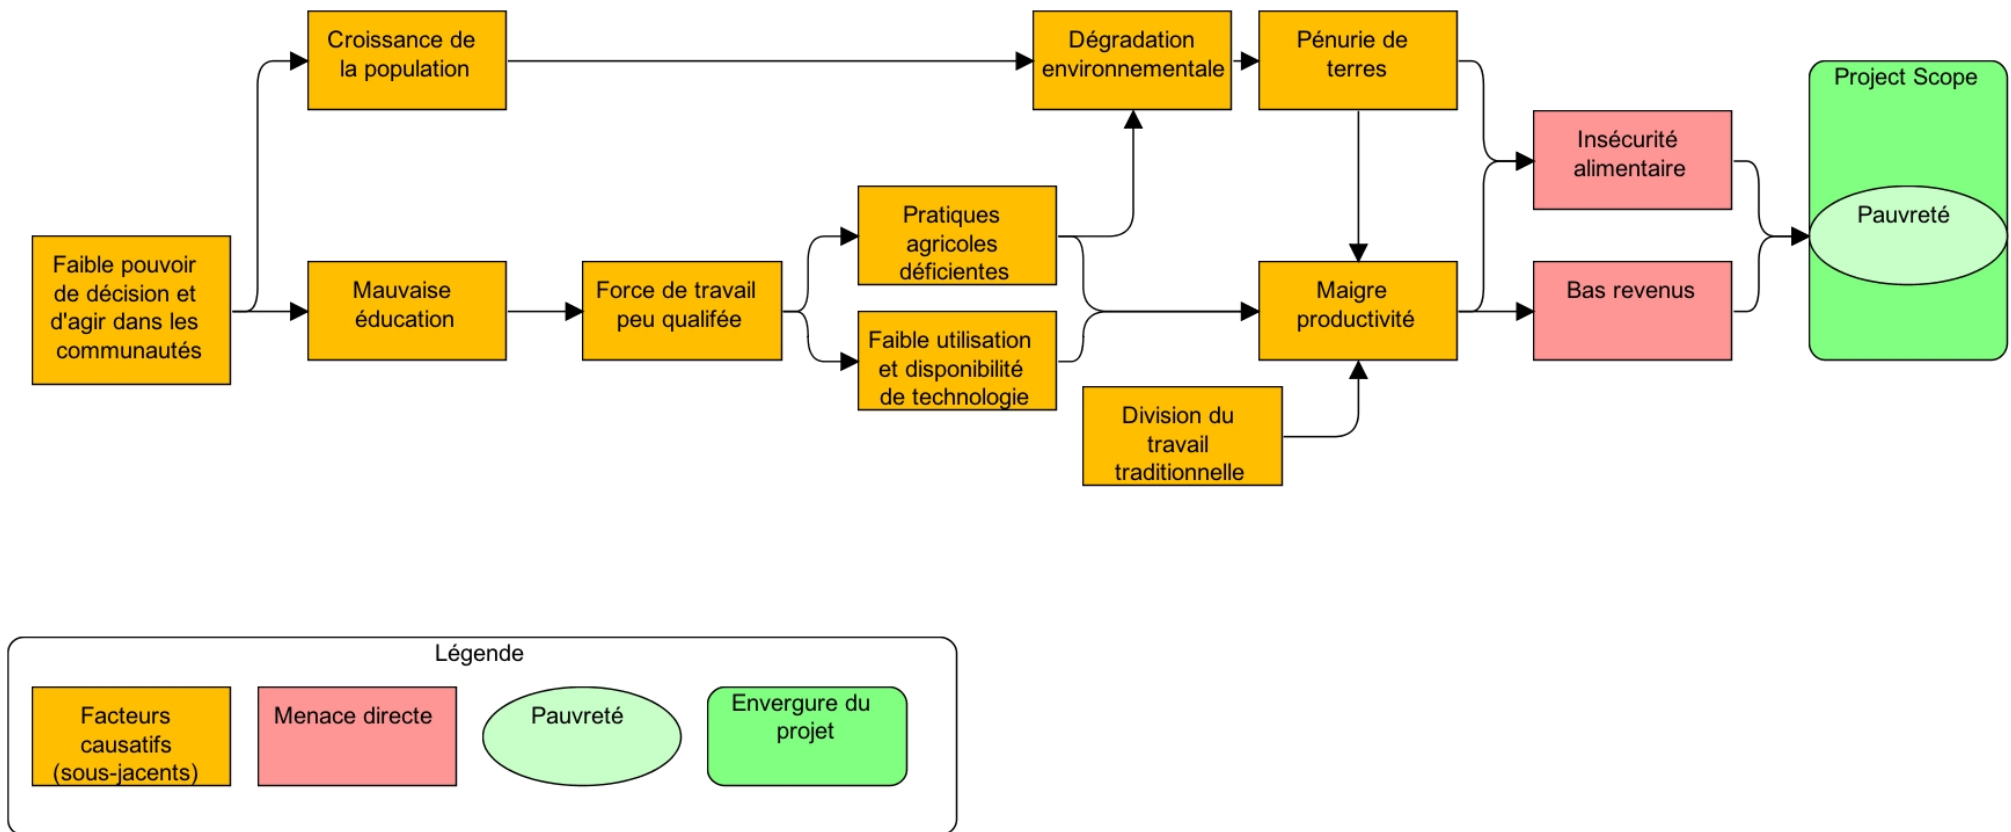 Croissance de
la population
Dégradation
environnementale
Pénurie de
terres
Project Scope
Insécurité
alimentaire
Pratiques
agricoles
déficientes
Pauvreté
Faible pouvoir
de décision et
d'agir dans les
communautés
Mauvaise
éducation
Force de travail
peu qualifée
Maigre
productivité
Bas revenus
Faible utilisation
et disponibilité
de technologie
Division du
travail
traditionnelle
Légende
Facteurs
causatifs
(sous-jacents)
Menace directe
Pauvreté
Envergure du
projet